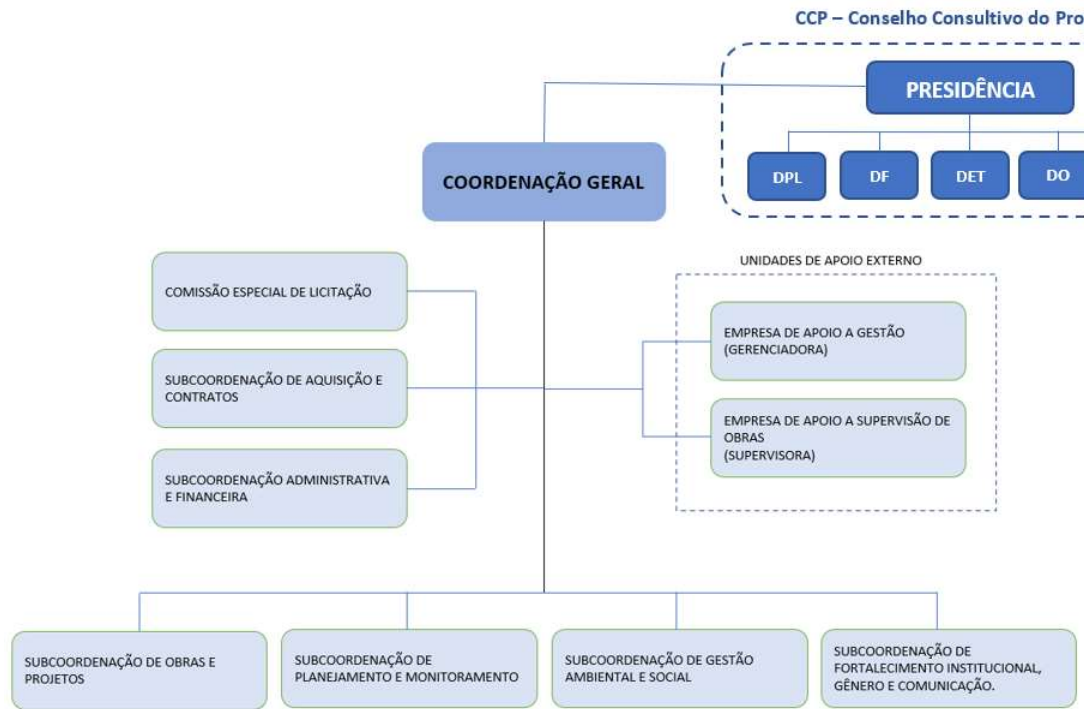 CCP – Conselho Consultivo do Pro
PRESIDÊNCIA
DPL
DF
DET
DO
COORDENAÇÃO GERAL
UNIDADES DE APOIO EXTERNO
COMISSÃO ESPECIAL DE LICITAÇÃO
EMPRESA DE APOIO A GESTÃO
(GERENCIADORA)
SUBCOORDENAÇÃO DE AQUISIÇÃO E
CONTRATOS
EMPRESA DE APOIO A SUPERVISÃO DE
OBRAS
(SUPERVISORA)
SUBCOORDENAÇÃO ADMINISTRATIVA
E FINANCEIRA
SUBCOORDENAÇÃO DE OBRAS E
PROJETOS
SUBCOORDENAÇÃO DE
PLANEJAMENTO E MONITORAMENTO
SUBCOORDENAÇÃO DE GESTÃO
AMBIENTAL E SOCIAL
SUBCOORDENAÇÃO DE
FORTALECIMENTO INSTITUCIONAL,
GÊNERO E COMUNICAÇÃO.